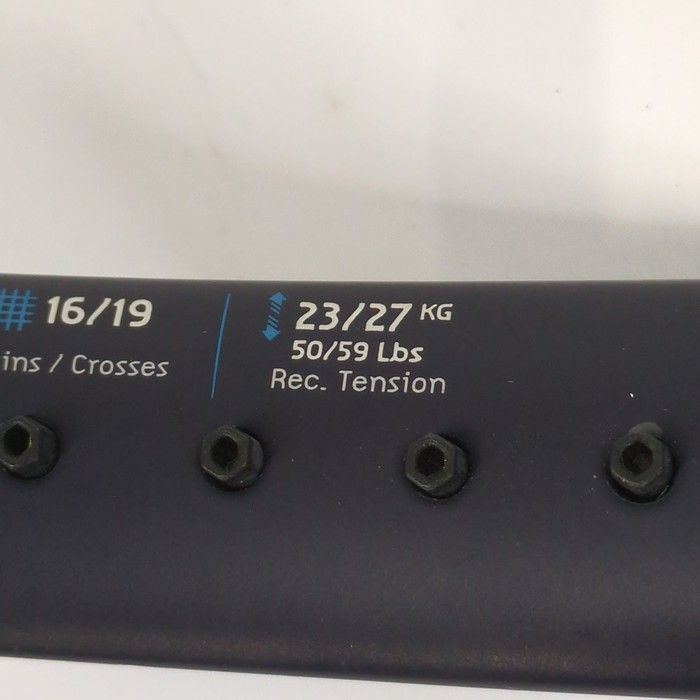 16/19
ins / Crosses
23/27 KG
50/59 Lbs
Rec. Tension